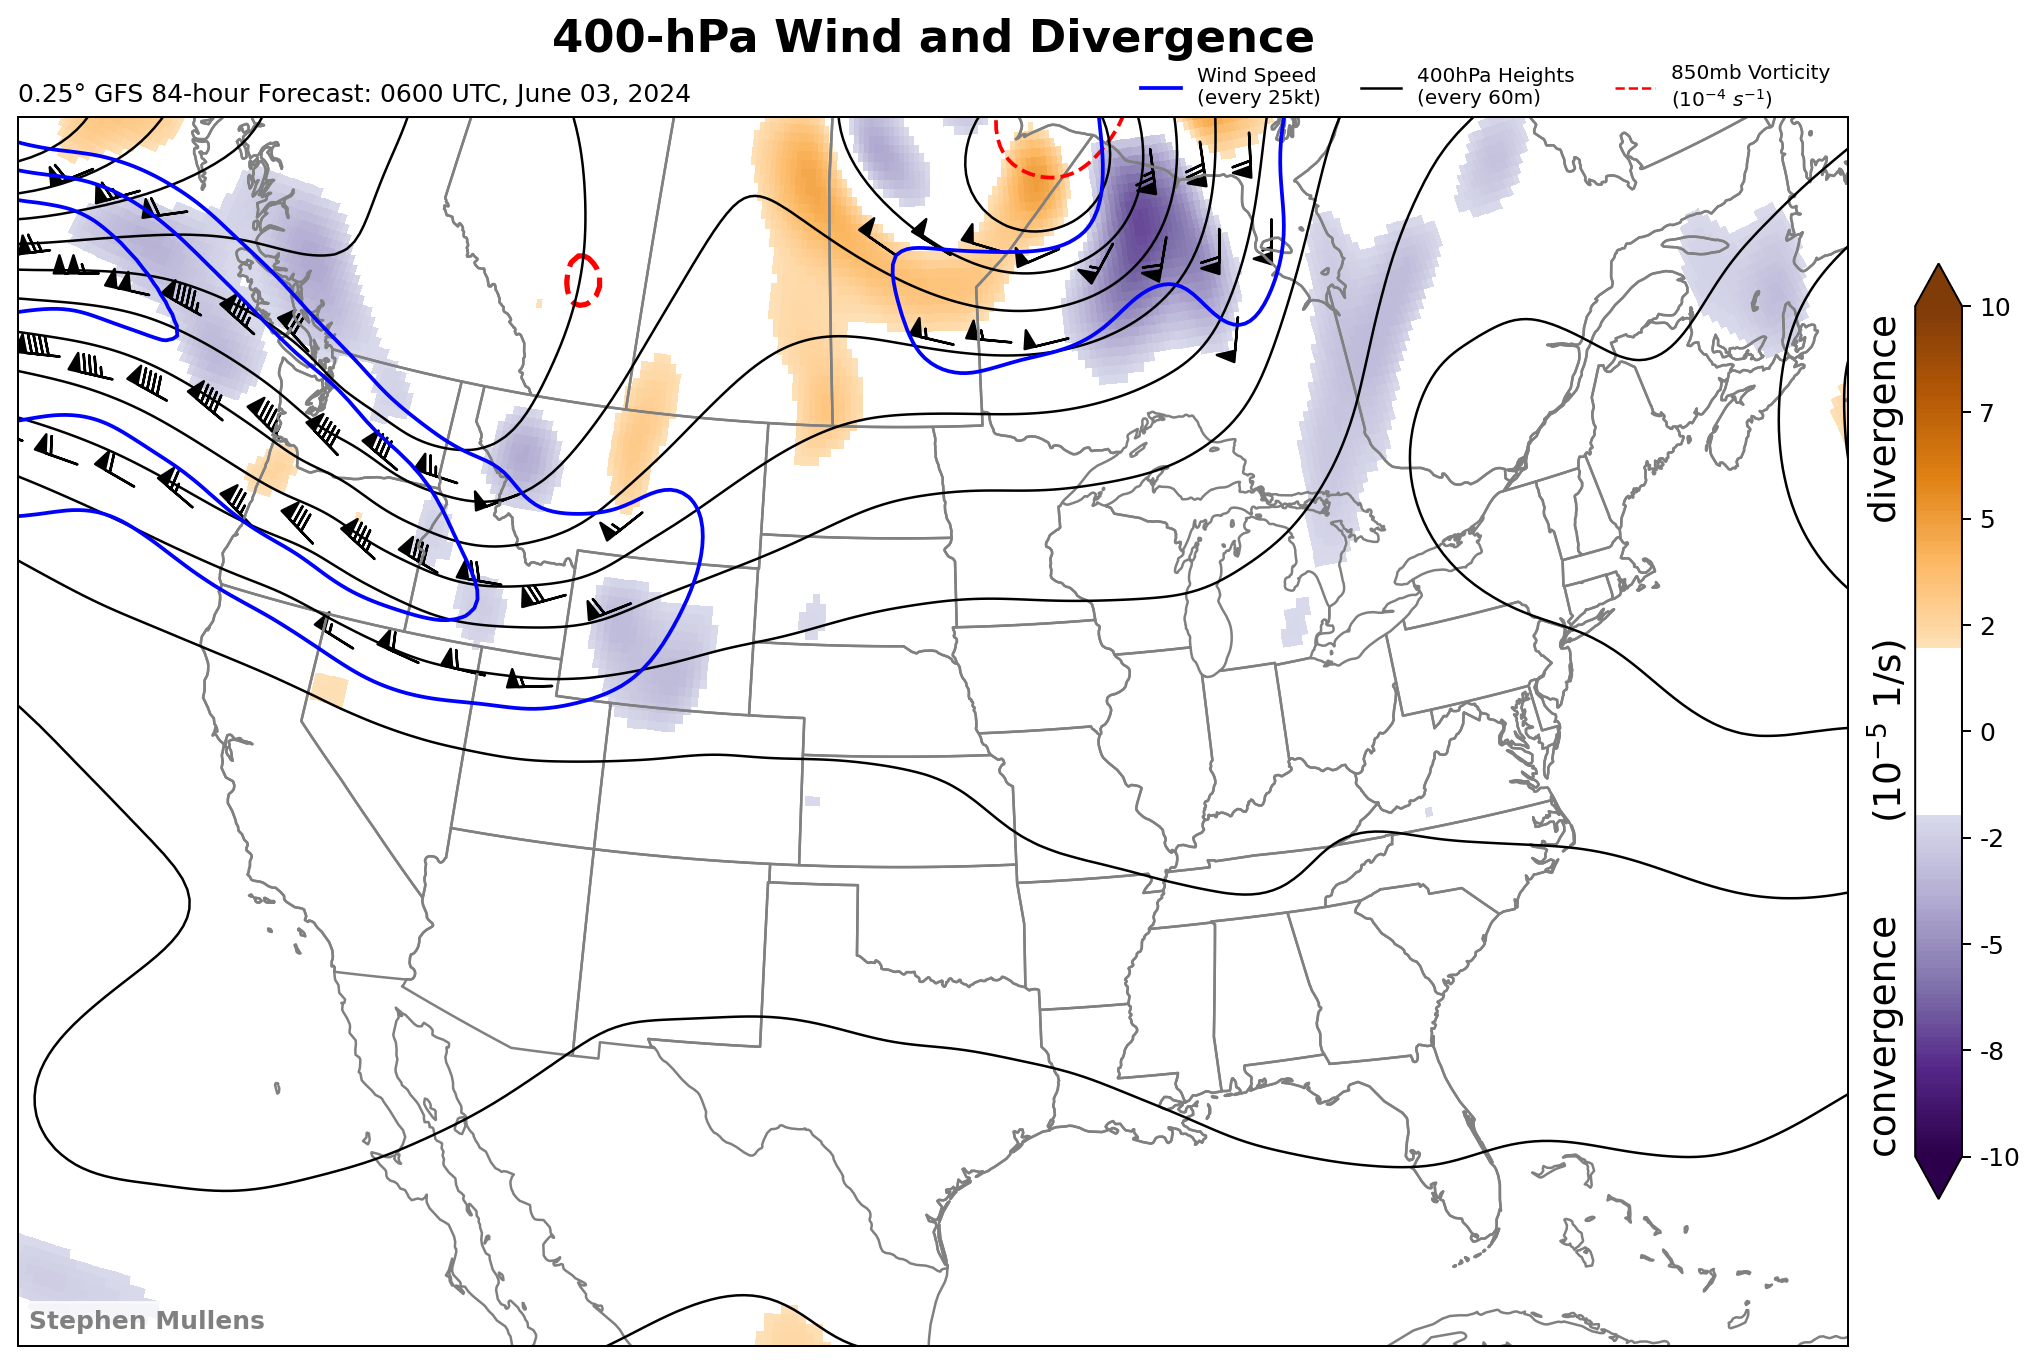 400-hPa Wind and Divergence
0.25° GFS 84-hour Forecast: 0600 UTC, June 03, 2024
Wind Speed
(every 25kt)
400hPa Heights
(every 60m)
850mb Vorticity
(10⁻⁴ s⁻¹)
10
7
5
2
0
-2
-5
-8
-10
convergence (10⁻⁵ 1/s) divergence
Stephen Mullens